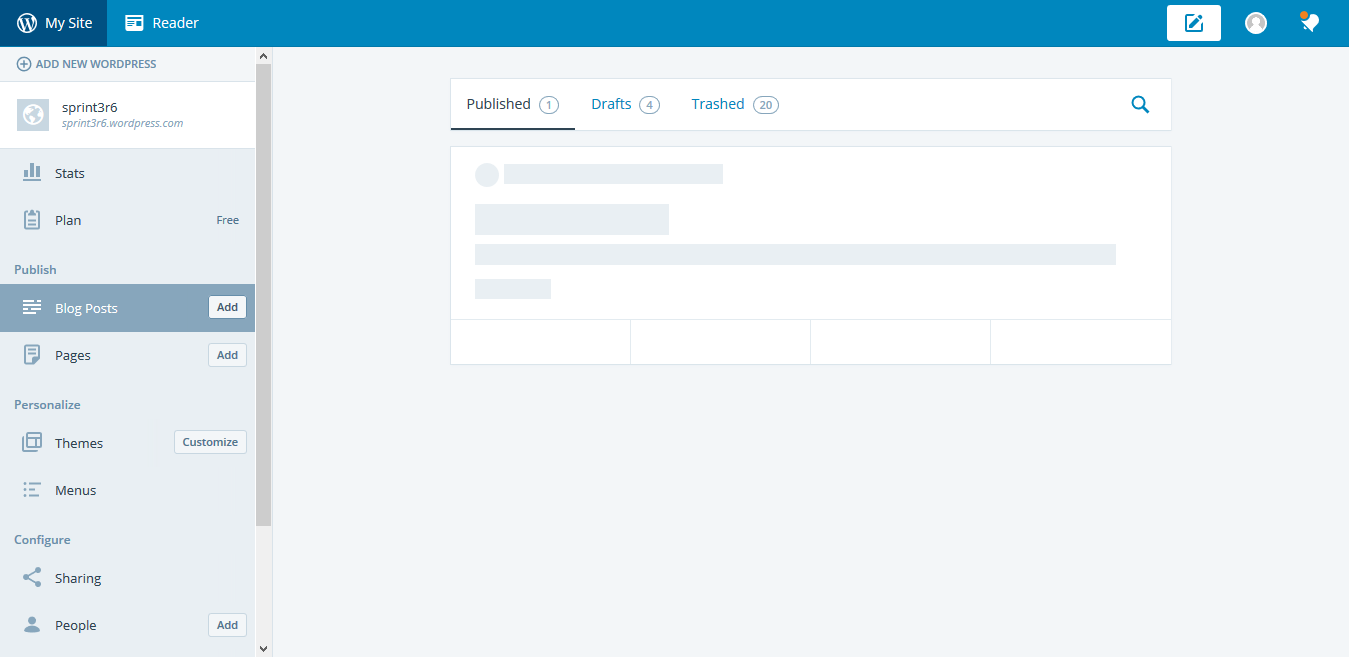 My Site
Reader
ADD NEW WORDPRESS
sprint3r6
sprint3r6.wordpress.com
Stats
Plan Free
Publish
Blog Posts Add
Pages Add
Personalize
Themes Customize
Menus
Configure
Sharing
People Add
Published 1
Drafts 4
Trashed 20